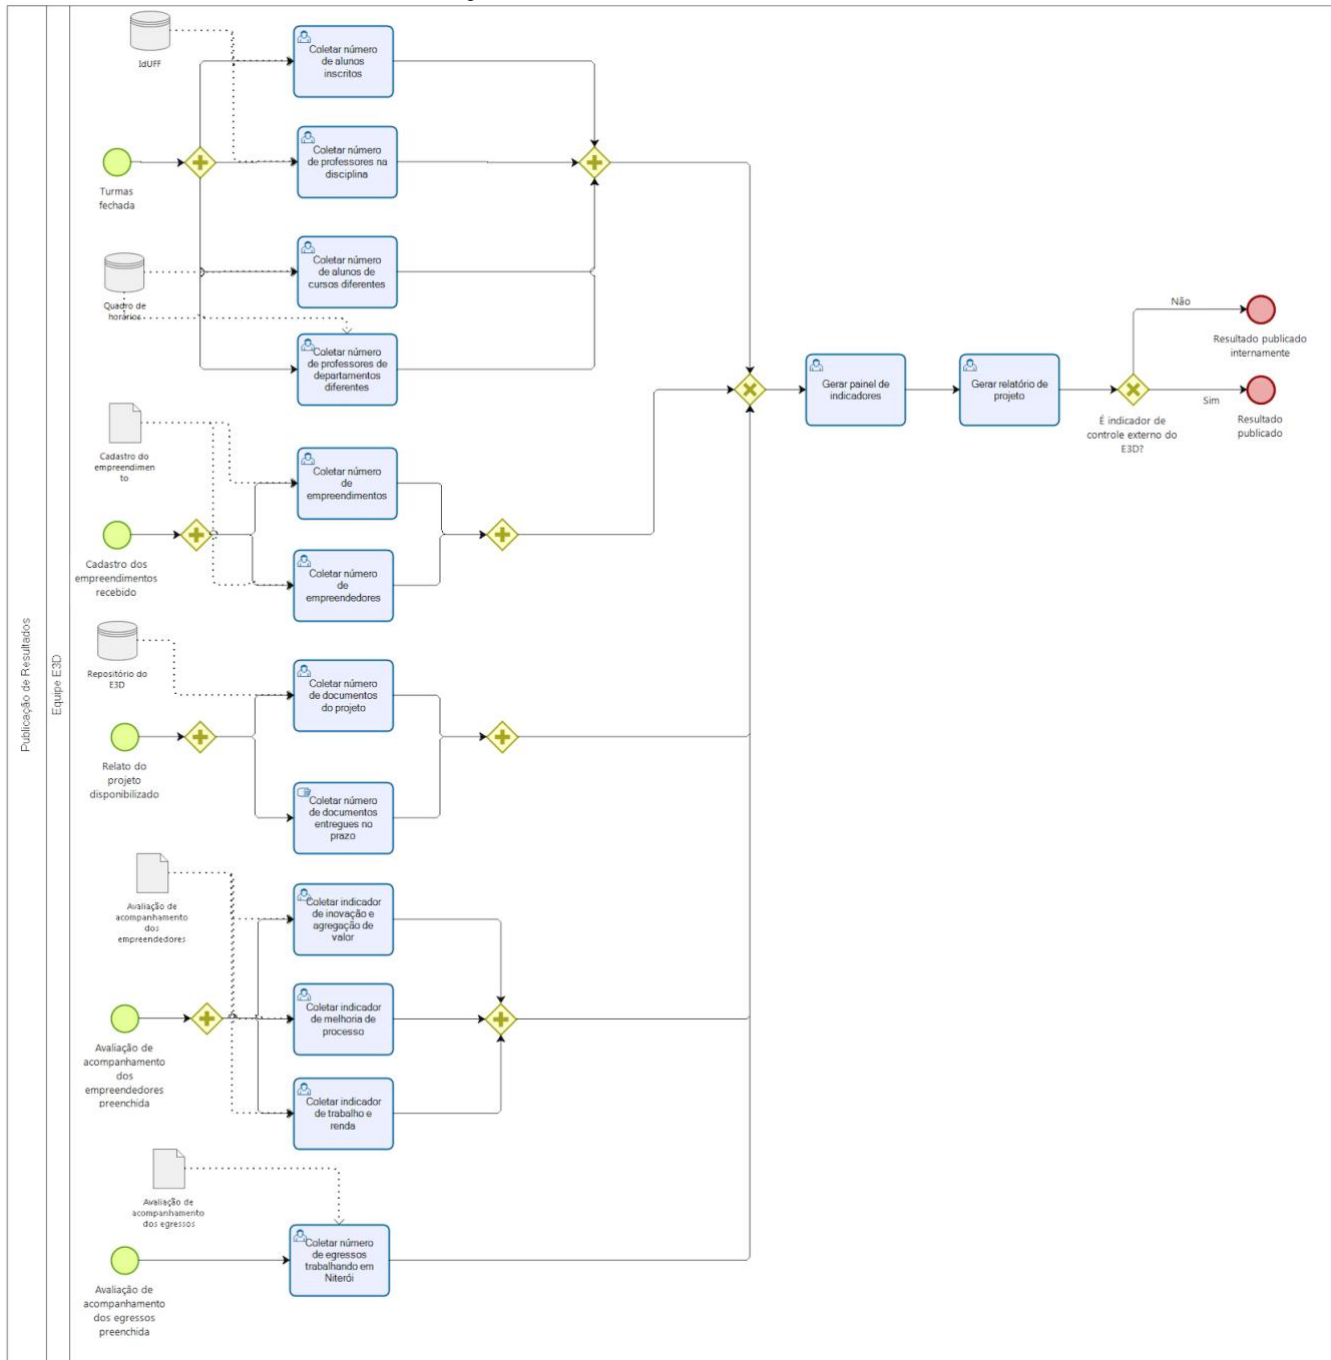 Publicação de Resultados
Equipe E3D
IdUFF
Coletar número
de alunos
inscritos
Coletar número
de professores na
disciplina
Turmas
fechada
Coletar número
de alunos de
cursos diferentes
Quadro de
horários
Coletar número
de professores de
departamentos
diferentes
Cadastro do
empreendimen
to
Coletar número
de
empreendimentos
Cadastro dos
empreendimentos
recebido
Coletar número
de
empreendedores
Repositório do
E3D
Coletar número
de documentos
do projeto
Relato do
projeto
disponibilizado
Coletar número
de documentos
entregues no
prazo
Avaliação de
acompanhamento
dos
empreendedores
Coletar indicador
de inovação e
agregação de
valor
Coletar indicador
de melhoria de
processo
Avaliação de
acompanhamento
dos
empreendedores
preenchida
Coletar indicador
de trabalho e
renda
Avaliação de
acompanhamento
dos egressos
Coletar número
de egressos
trabalhando em
Niterói
Avaliação de
acompanhamento
dos egressos
preenchida
Gerar painel de
indicadores
Gerar relatório de
projeto
É indicador de
controle externo do
E3D?
Não
Resultado publicado
internamente
Sim
Resultado
publicado